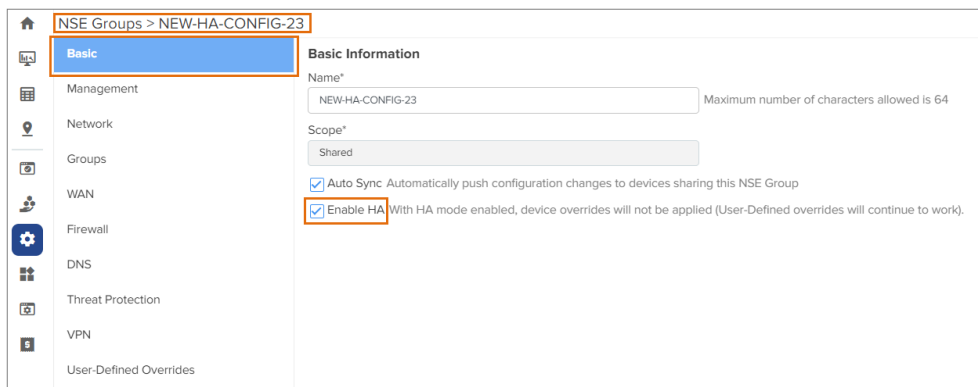 NSE Groups > NEW-HA-CONFIG-23
Basic
Management
Network
Groups
WAN
Firewall
DNS
Threat Protection
VPN
User-Defined Overrides
Basic Information
Name*
NEW-HA-CONFIG-23 Maximum number of characters allowed is 64
Scope*
Shared
Auto Sync Automatically push configuration changes to devices sharing this NSE Group
Enable HA With HA mode enabled, device overrides will not be applied (User-Defined overrides will continue to work).